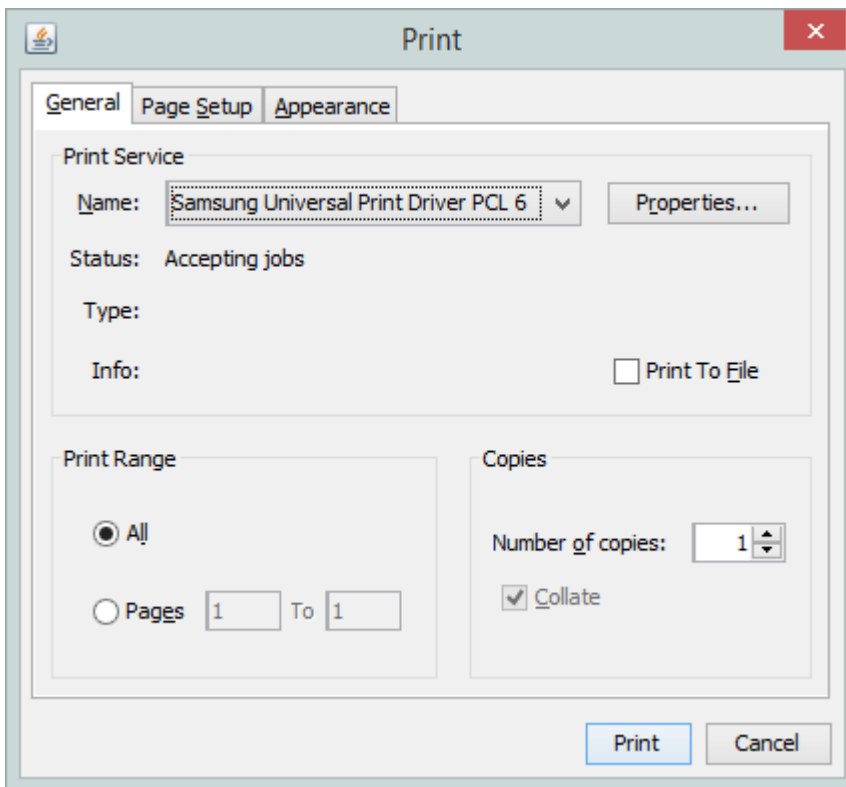 Print
General Page Setup Appearance
Print Service
Name: Samsung Universal Print Driver PCL 6 Properties...
Status: Accepting jobs
Type:
Info: Print To File
Print Range
All
Pages 1 To 1
Copies
Number of copies: 1
Collate
Print Cancel